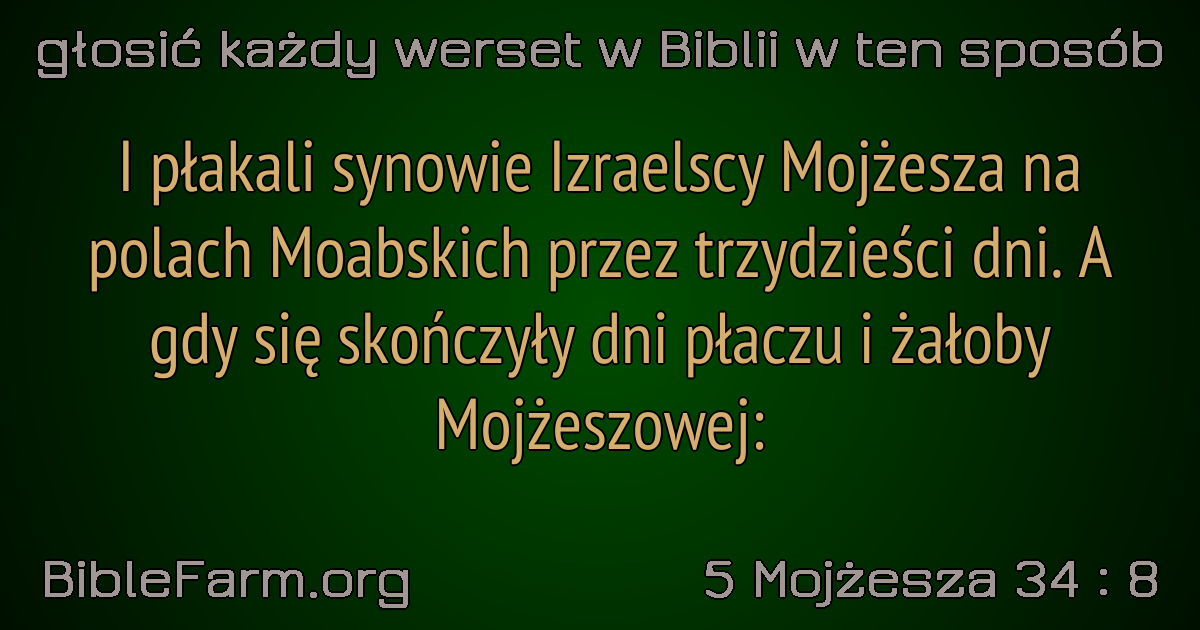 głosić każdy werset w Biblii w ten sposób
I płakali synowie Izraelscy Mojżesza na
polach Moabskich przez trzydzieści dni. A
gdy się skończyły dni płaczu i żałoby
Mojżeszowej:
BibleFarm.org
5 Mojżesza 34 : 8